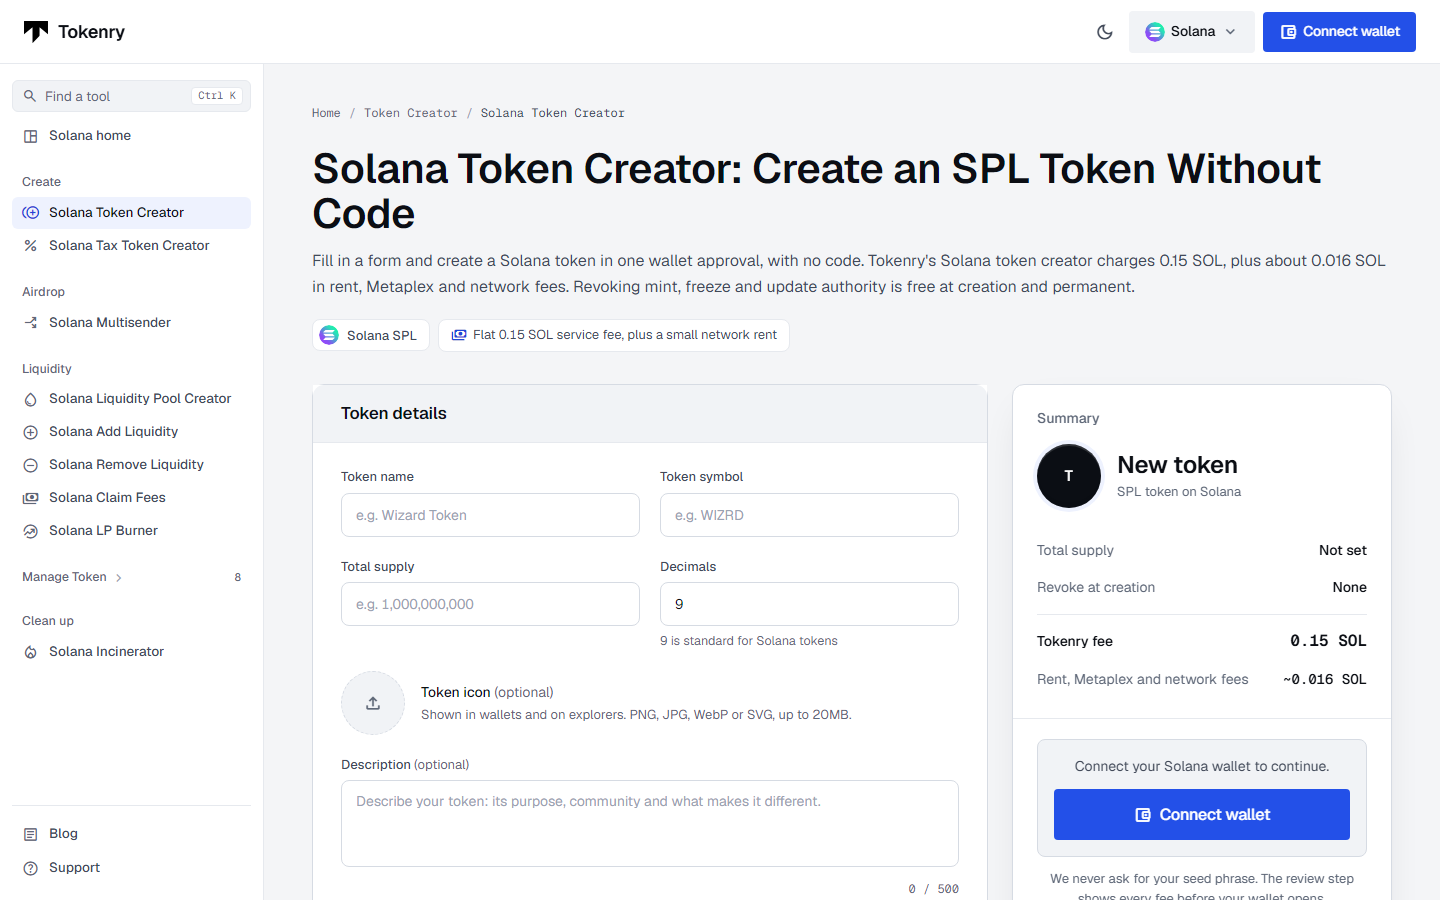 Tokenry
Solana
Connect wallet
Find a tool
Ctrl K
Solana home
Create
Solana Token Creator
Solana Tax Token Creator
Airdrop
Solana Multisender
Liquidity
Solana Liquidity Pool Creator
Solana Add Liquidity
Solana Remove Liquidity
Solana Claim Fees
Solana LP Burner
Manage Token
8
Clean up
Solana Incinerator
Blog
Support
Home / Token Creator / Solana Token Creator
Solana Token Creator: Create an SPL Token Without
Code
Fill in a form and create a Solana token in one wallet approval, with no code. Tokenry's Solana token creator charges 0.15 SOL, plus about 0.016 SOL
in rent, Metaplex and network fees. Revoking mint, freeze and update authority is free at creation and permanent.
Solana SPL
Flat 0.15 SOL service fee, plus a small network rent
Token details
Token name
Token symbol
e.g. Wizard Token
e.g. WIZRD
Total supply
Decimals
e.g. 1,000,000,000
9
9 is standard for Solana tokens
Token icon (optional)
Shown in wallets and on explorers. PNG, JPG, WebP or SVG, up to 20MB.
Description (optional)
Describe your token: its purpose, community and what makes it different.
0 / 500
Summary
T
New token
SPL token on Solana
Total supply Not set
Revoke at creation None
Tokenry fee 0.15 SOL
Rent, Metaplex and network fees ~0.016 SOL
Connect your Solana wallet to continue.
Connect wallet
We never ask for your seed phrase. The review step
shows every fee before your wallet opens.